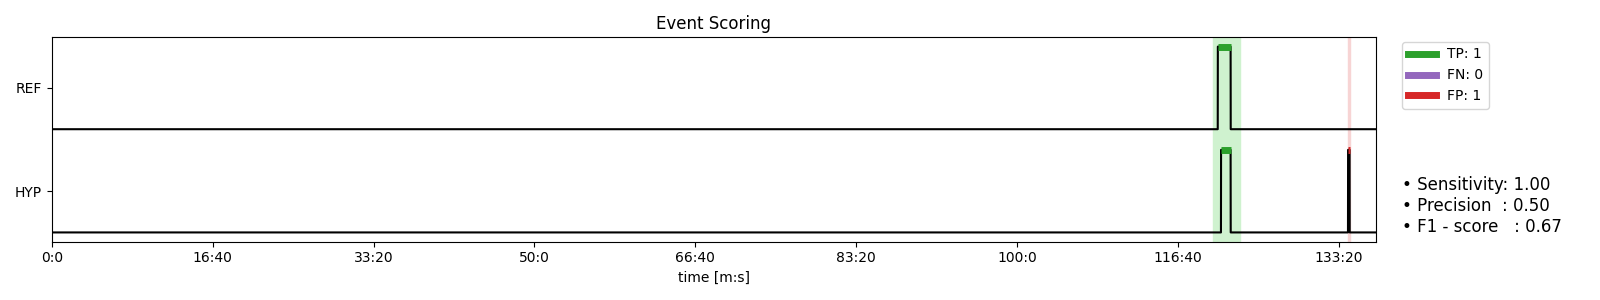 Event Scoring
REF
HYP
0:0 16:40 33:20 50:0 66:40 83:20 100:0 116:40 133:20
time [m:s]
TP: 1
FN: 0
FP: 1
• Sensitivity: 1.00
• Precision  : 0.50
• F1 - score   : 0.67